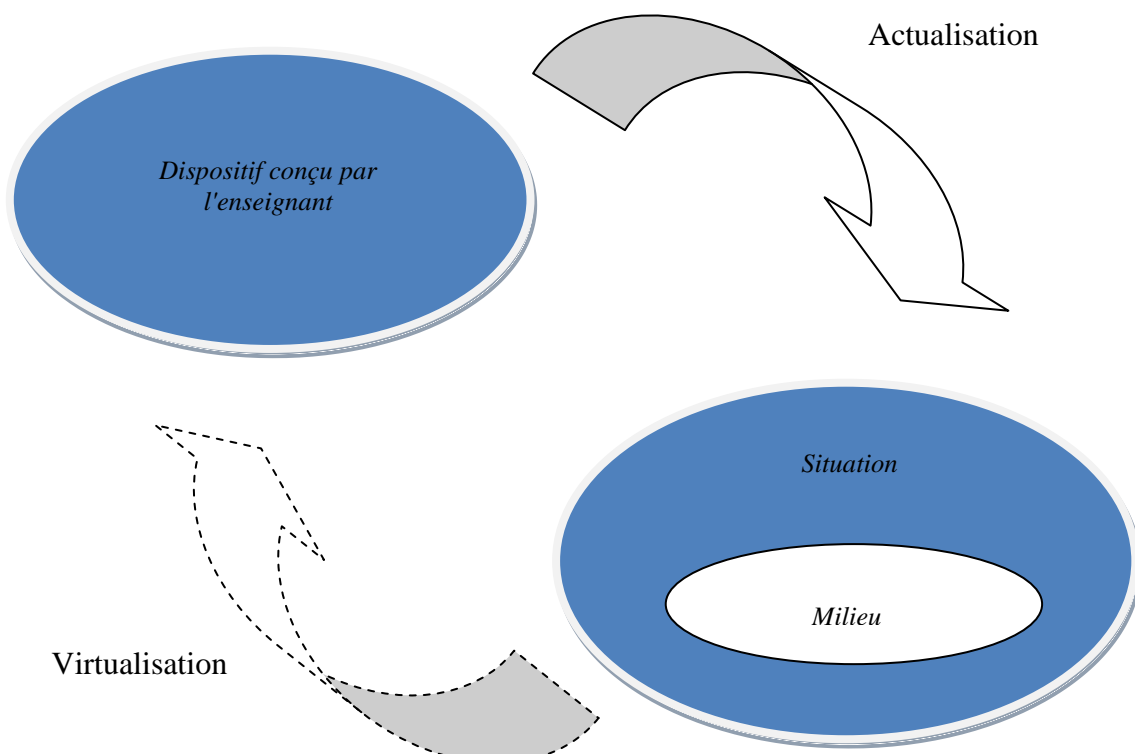 Actualisation
Dispositif conçu par
l'enseignant
Situation
Milieu
Virtualisation